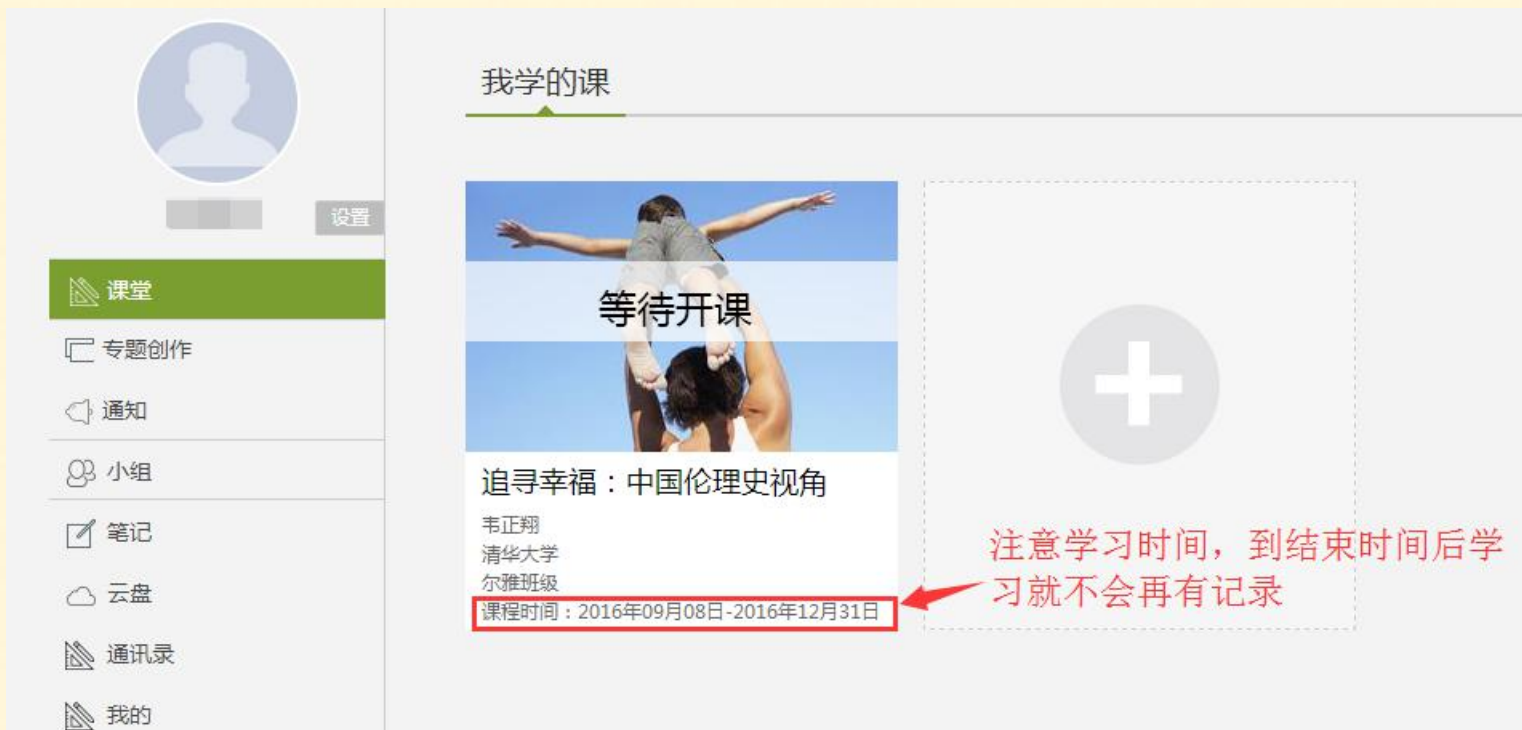 设置
课堂
专题创作
通知
小组
笔记
云盘
通讯录
我的
我学的课
等待开课
追寻幸福：中国伦理史视角
韦正翔
清华大学
尔雅班级
课程时间：2016年09月08日-2016年12月31日
注意学习时间，到结束时间后学
习就不会再有记录